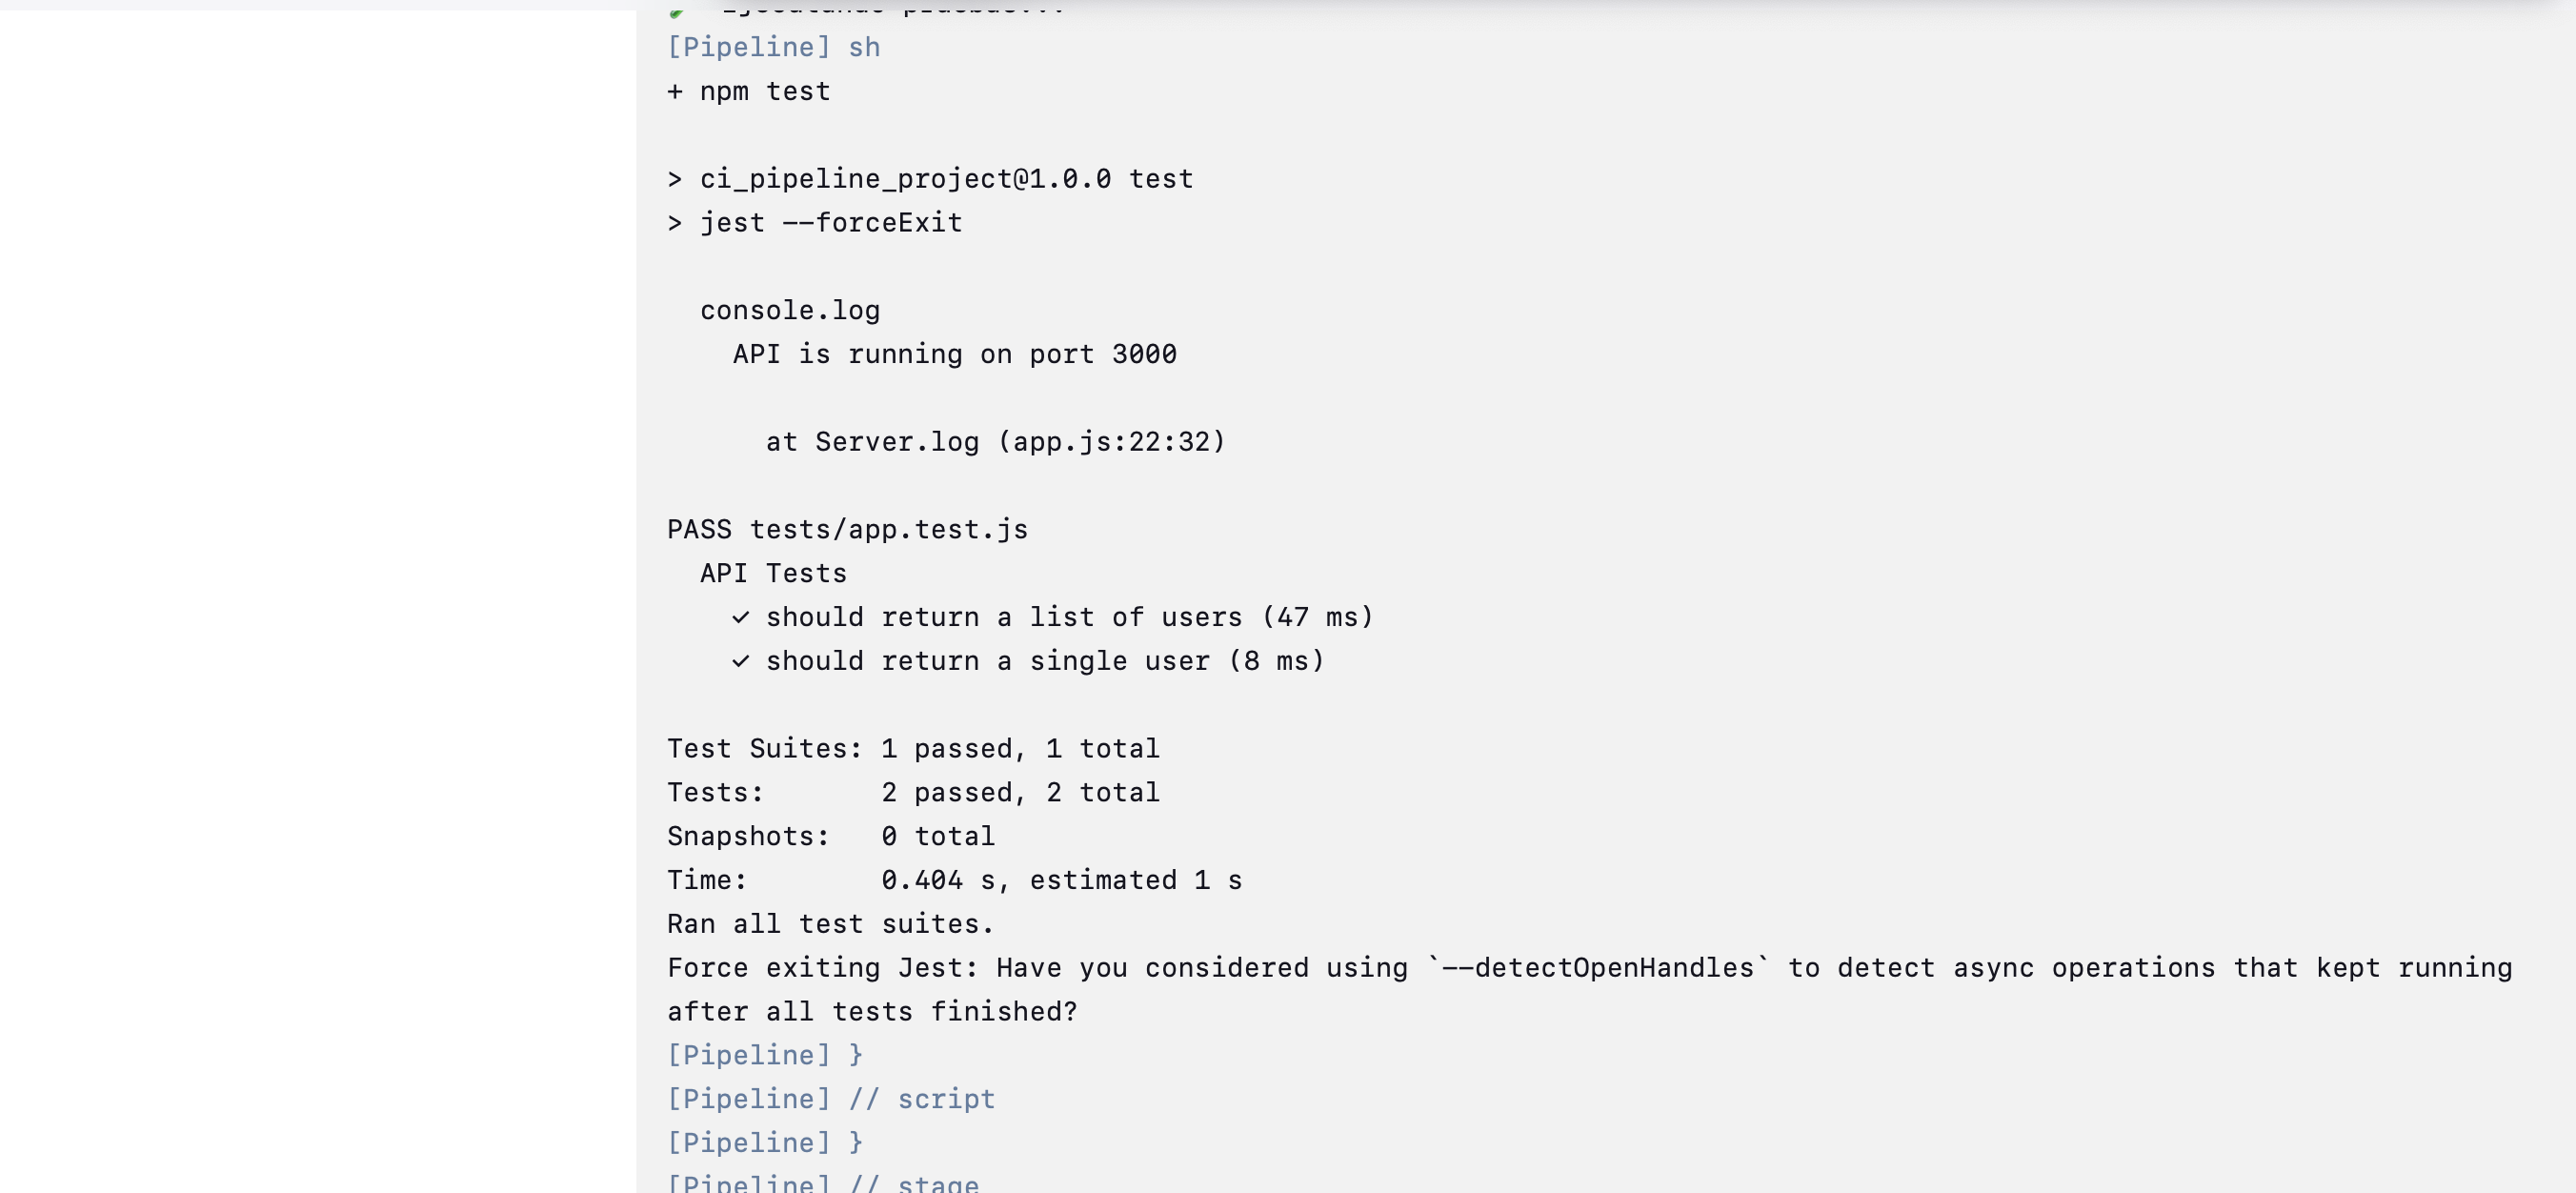 [Pipeline] sh
+ npm test
> ci_pipeline_project@1.0.0 test
> jest --forceExit
console.log
API is running on port 3000
at Server.log (app.js:22:32)
PASS tests/app.test.js
API Tests
✓ should return a list of users (47 ms)
✓ should return a single user (8 ms)
Test Suites: 1 passed, 1 total
Tests: 2 passed, 2 total
Snapshots: 0 total
Time: 0.404 s, estimated 1 s
Ran all test suites.
Force exiting Jest: Have you considered using `--detectOpenHandles` to detect async operations that kept running
after all tests finished?
[Pipeline] }
[Pipeline] // script
[Pipeline] }
[Pipeline] // stage